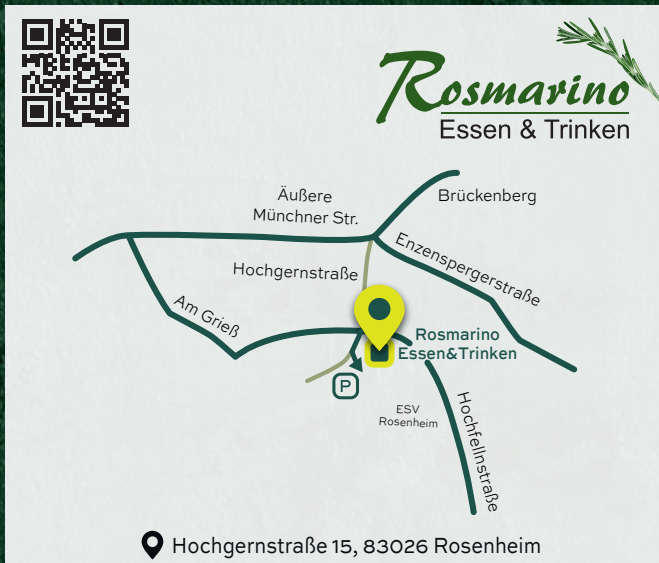 Rosmarino
Essen & Trinken
Äußere
Münchner Str.
Brückenberg
Enzenspergerstraße
Hochgernstraße
Am Grieß
Rosmarino
Essen&Trinken
P
ESV
Rosenheim
Hochfellnstraße
Hochgernstraße 15, 83026 Rosenheim